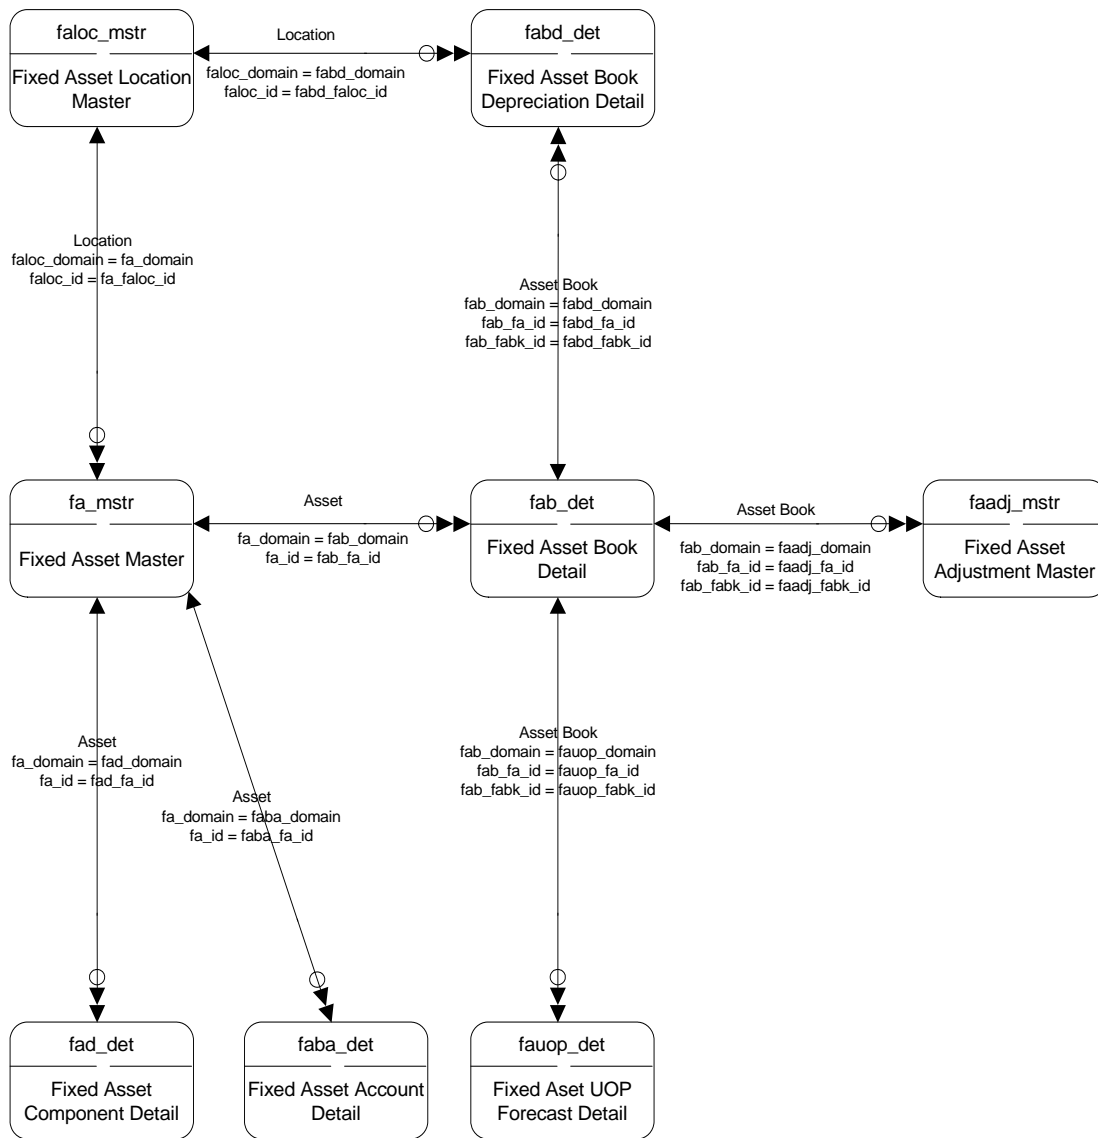 faloc_mstr
Fixed Asset Location
Master
Location
faloc_domain = fabd_domain
faloc_id = fabd_faloc_id
fabd_det
Fixed Asset Book
Depreciation Detail
Location
faloc_domain = fa_domain
faloc_id = fa_faloc_id
Asset Book
fab_domain = fabd_domain
fab_fa_id = fabd_fa_id
fab_fabk_id = fabd_fabk_id
fa_mstr
Fixed Asset Master
Asset
fa_domain = fab_domain
fa_id = fab_fa_id
fab_det
Fixed Asset Book
Detail
Asset Book
fab_domain = faadj_domain
fab_fa_id = faadj_fa_id
fab_fabk_id = faadj_fabk_id
faadj_mstr
Fixed Asset
Adjustment Master
Asset
fa_domain = fad_domain
fa_id = fad_fa_id
Asset
fa_domain = faba_domain
fa_id = faba_fa_id
Asset Book
fab_domain = fauop_domain
fab_fa_id = fauop_fa_id
fab_fabk_id = fauop_fabk_id
fad_det
Fixed Asset
Component Detail
faba_det
Fixed Asset Account
Detail
fauop_det
Fixed Aset UOP
Forecast Detail